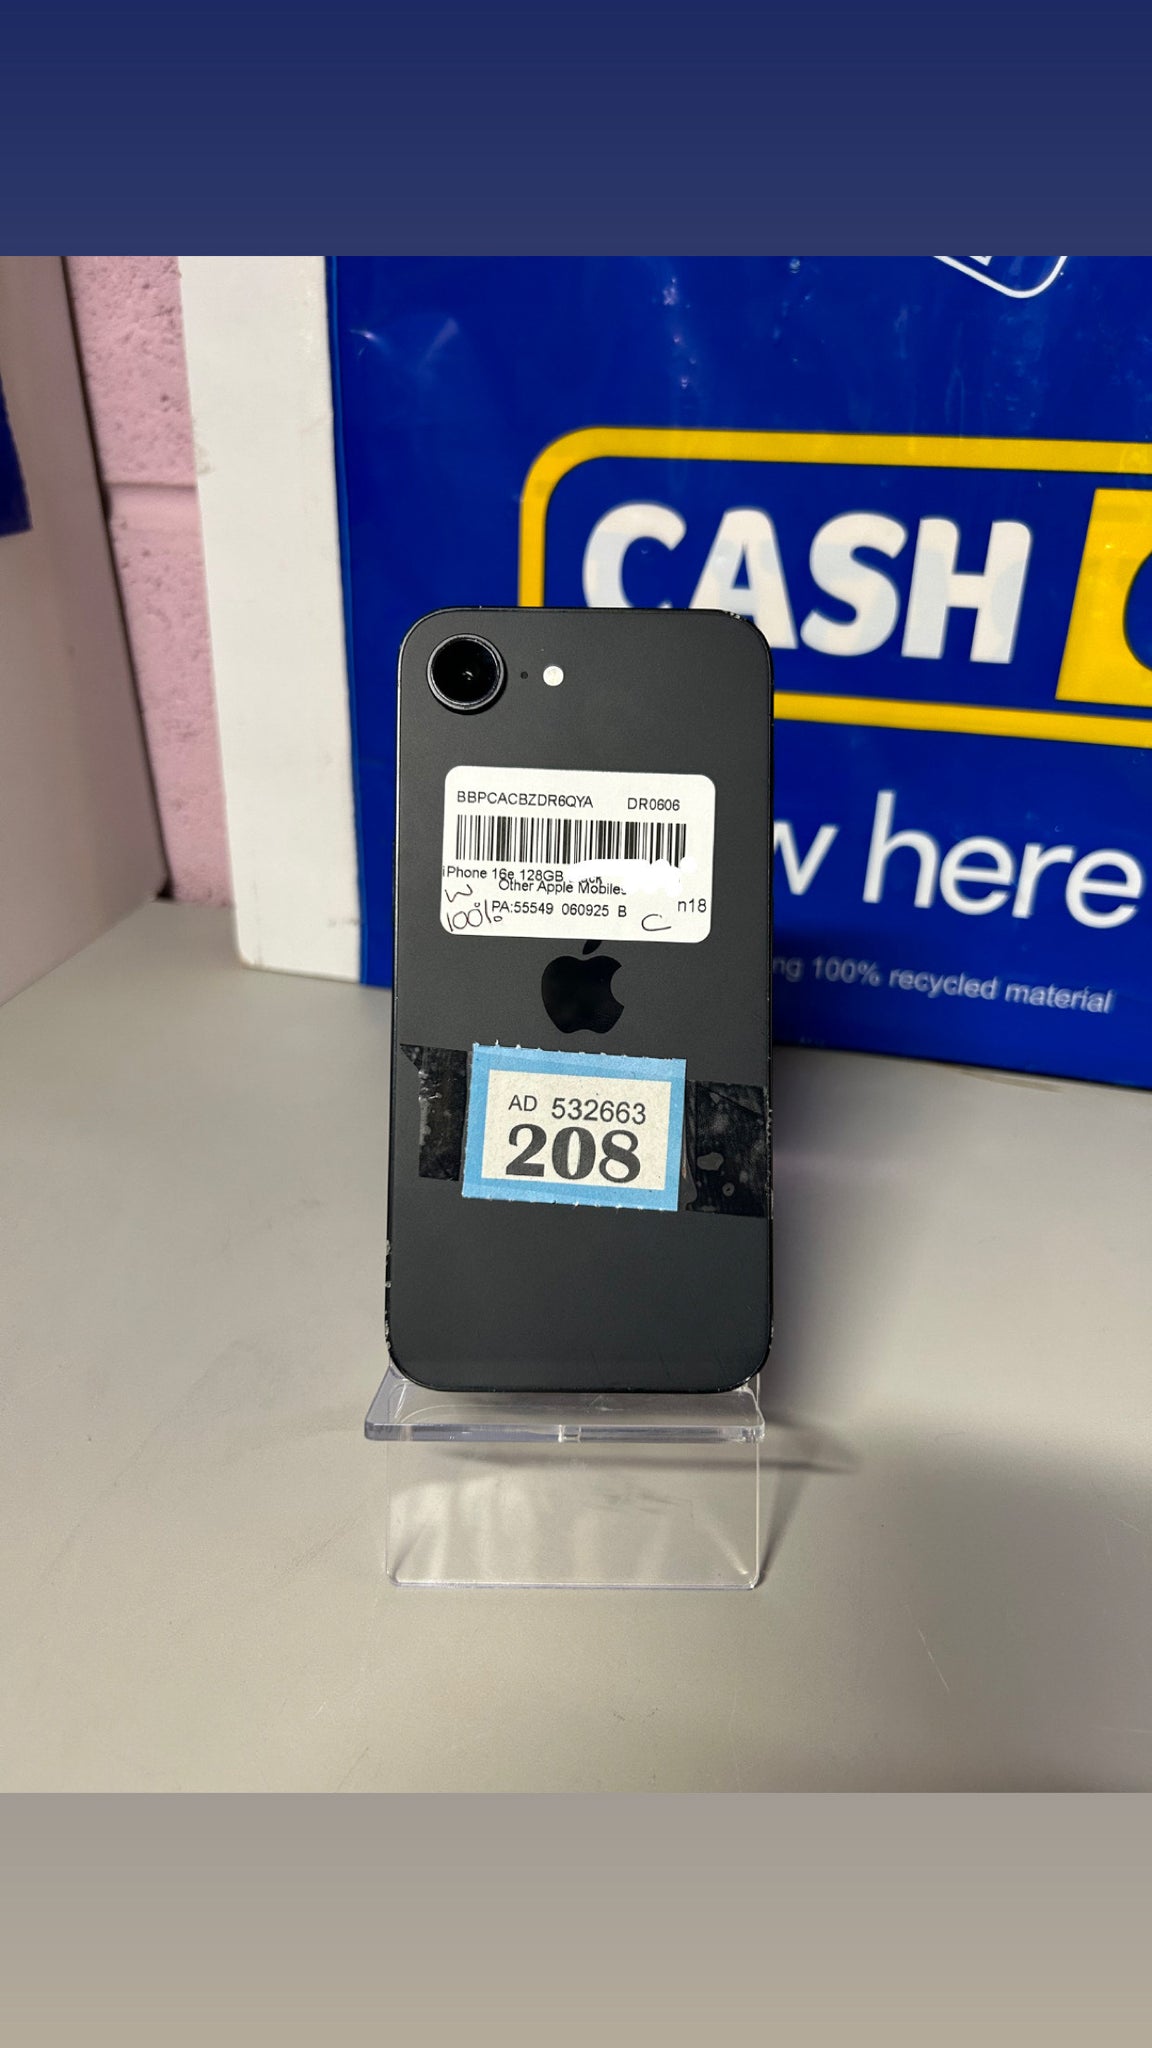 CASH
w here
ng 100% recycled material
BBPCACBZDR6QYA DR0606
iPhone 16e 128GB
Other Apple Mobiles
100% PA:55549 060925 B C n18
AD 532663
208